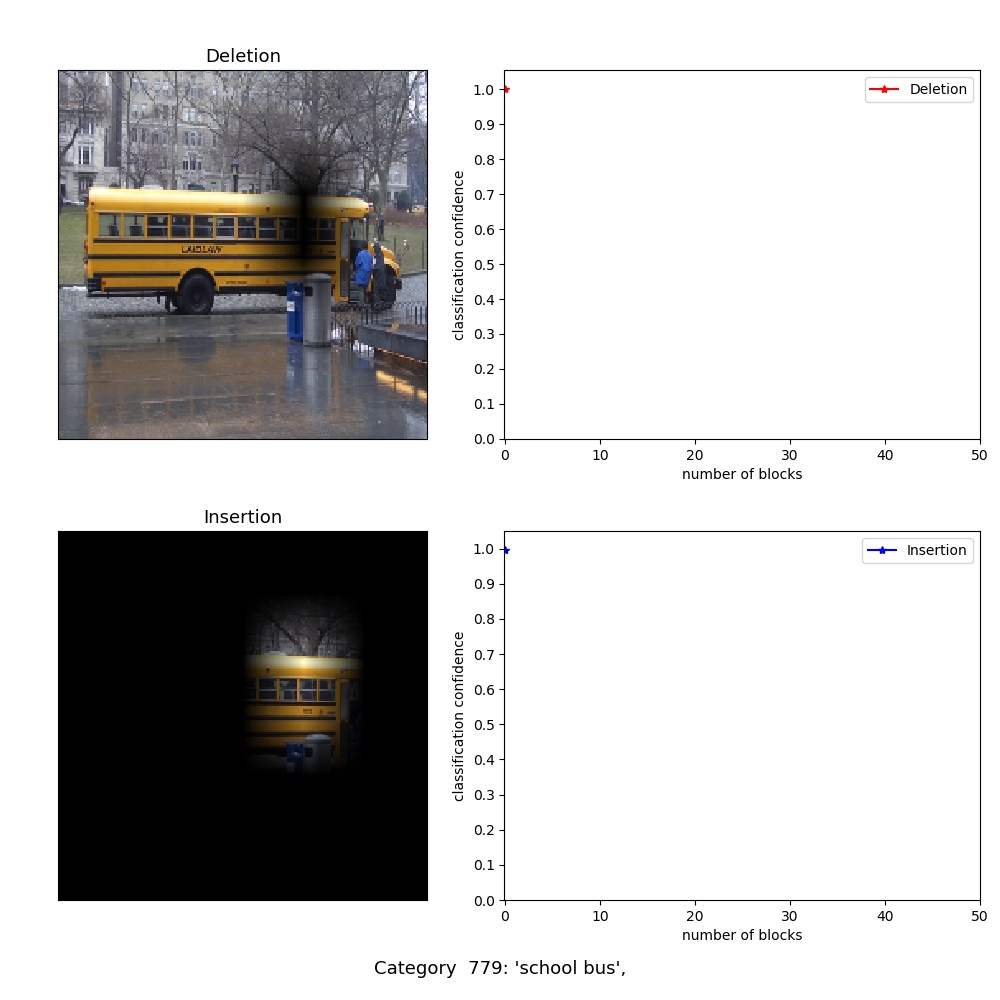 Deletion
LAIDLAW
classification confidence
1.0
0.9
0.8
0.7
0.6
0.5
0.4
0.3
0.2
0.1
0.0
0 10 20 30 40 50
number of blocks
Deletion
Insertion
classification confidence
1.0
0.9
0.8
0.7
0.6
0.5
0.4
0.3
0.2
0.1
0.0
0 10 20 30 40 50
number of blocks
Insertion
Category 779: 'school bus',